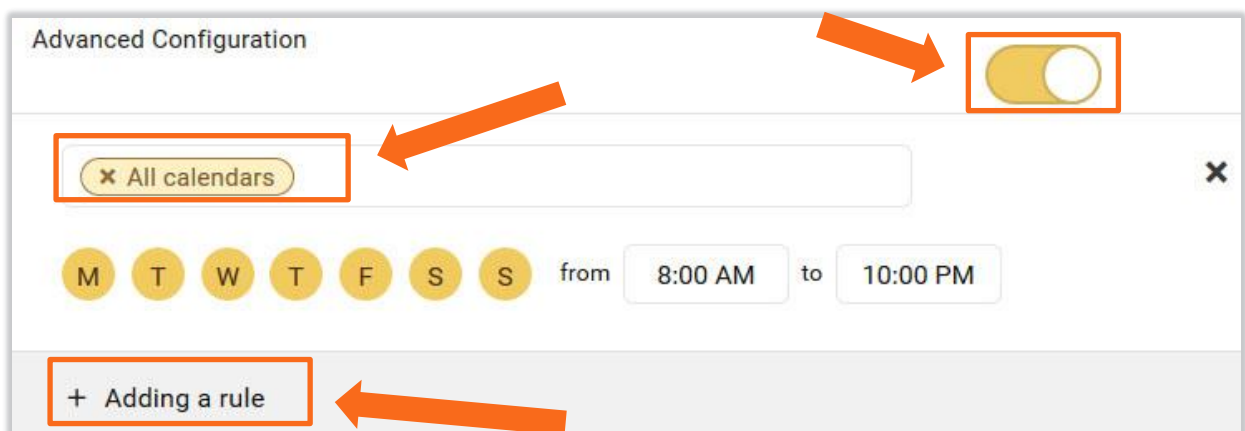 Advanced Configuration
× All calendars
×
M T W T F S S from 8:00 AM to 10:00 PM
+ Adding a rule